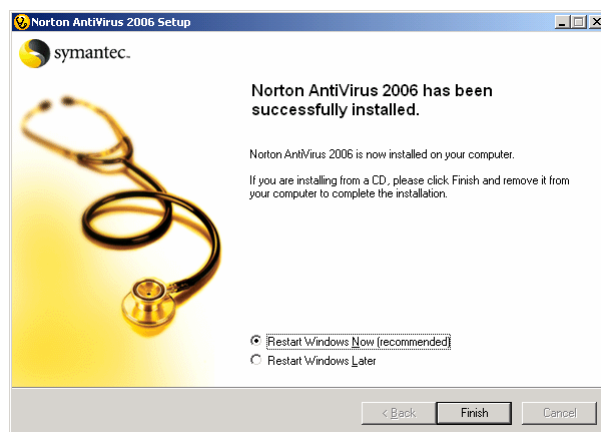 Norton AntiVirus 2006 Setup
symantec.
Norton AntiVirus 2006 has been
successfully installed.
Norton AntiVirus 2006 is now installed on your computer.
If you are installing from a CD, please click Finish and remove it from
your computer to complete the installation.
Restart Windows Now (recommended)
Restart Windows Later
< Back
Finish
Cancel